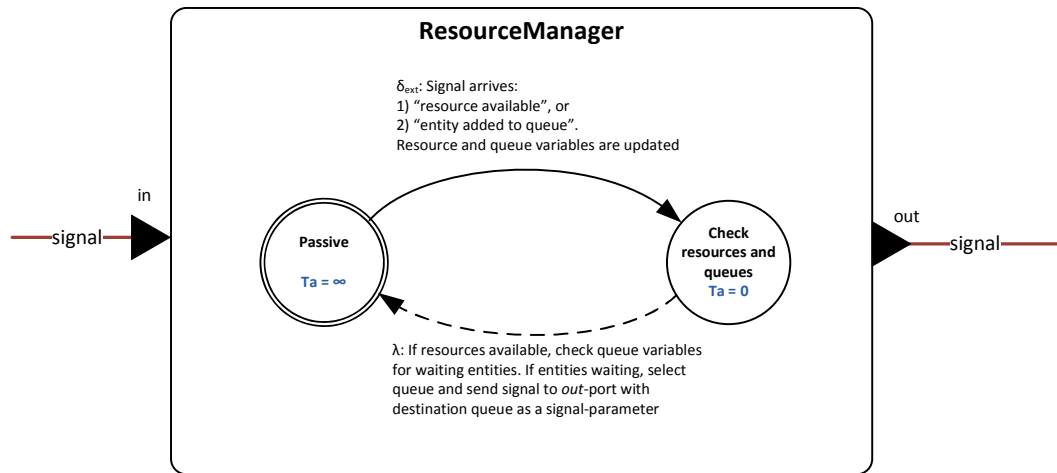 ResourceManager
δext: Signal arrives:
1) “resource available”, or
2) “entity added to queue”.
Resource and queue variables are updated
in
signal
Passive
Ta = ∞
Check
resources and
queues
Ta = 0
out
signal
λ: If resources available, check queue variables
for waiting entities. If entities waiting, select
queue and send signal to out-port with
destination queue as a signal-parameter